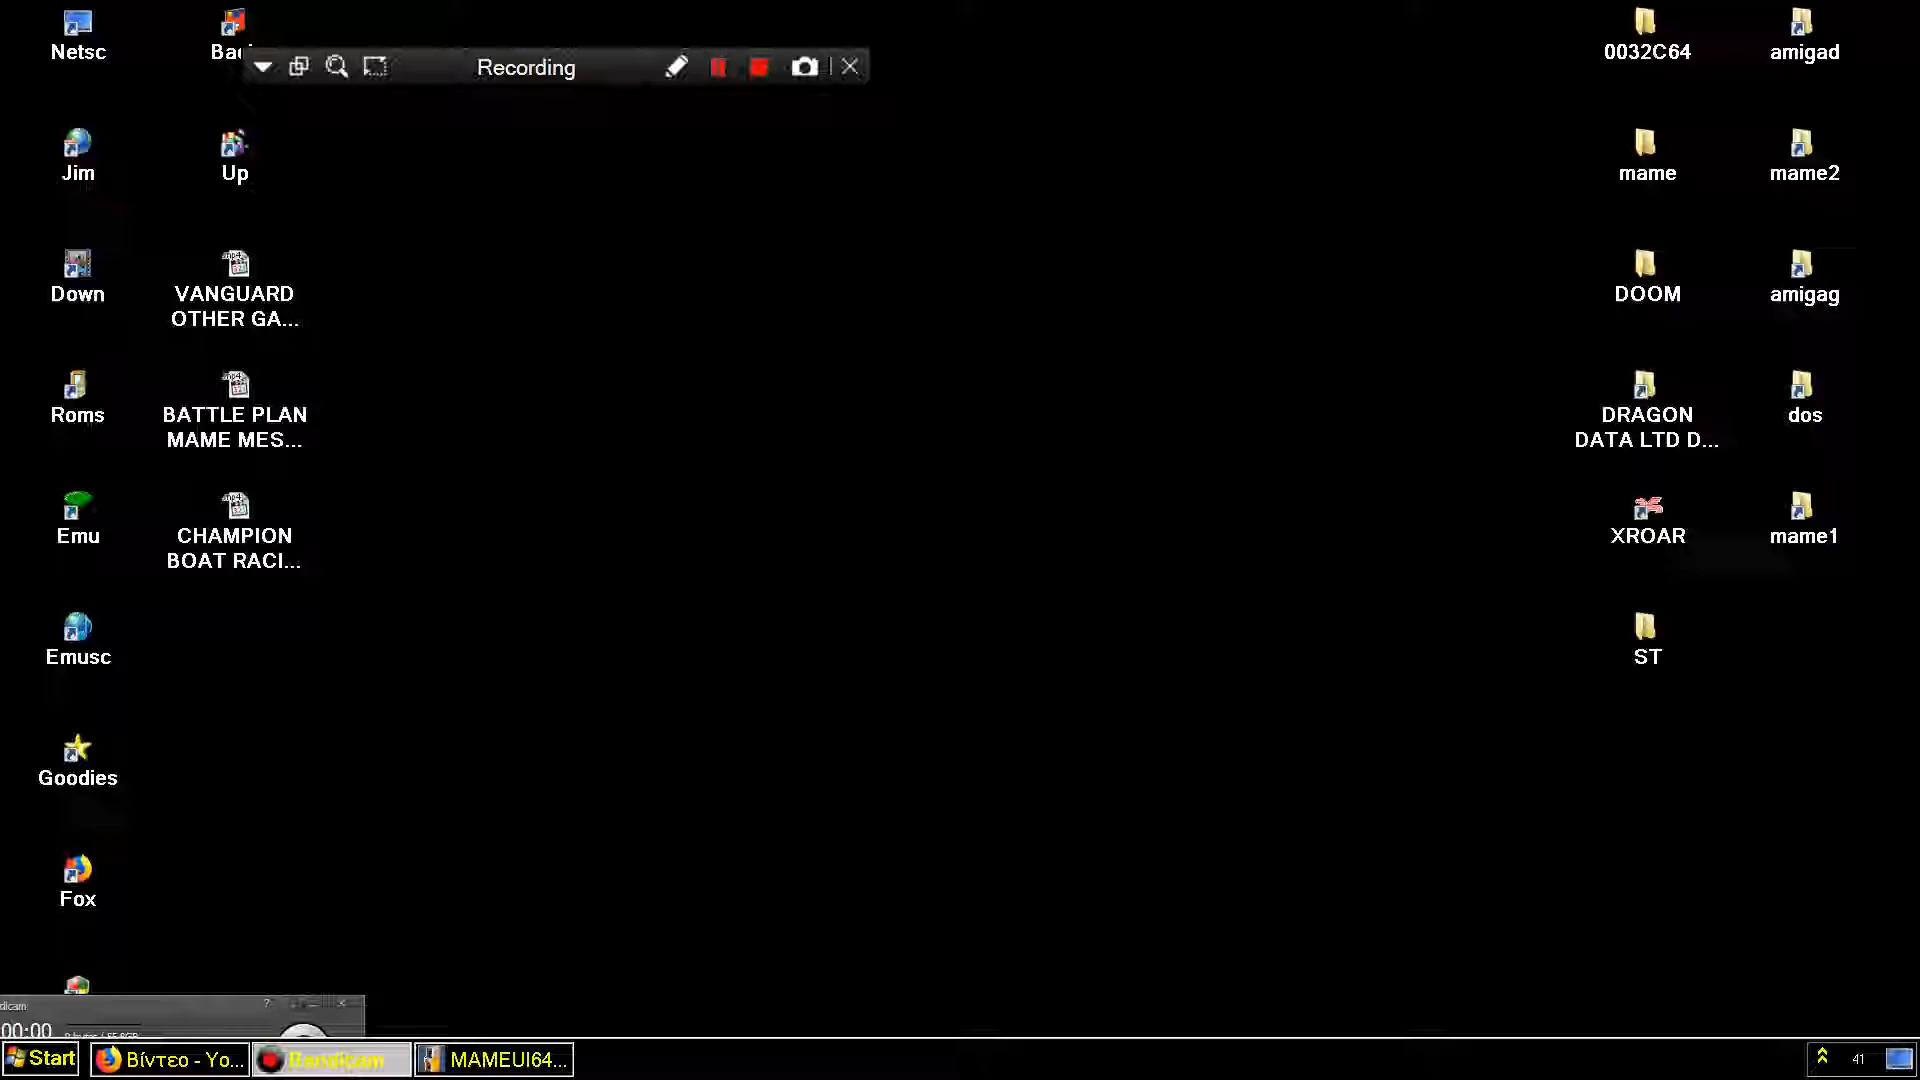 Netsc
Recording
0032C64
amigad
Jim
Up
mame
mame2
Down
VANGUARD
OTHER GA...
DOOM
amigag
Roms
BATTLE PLAN
MAME MES...
DRAGON
DATA LTD D...
dos
Emu
CHAMPION
BOAT RACI...
XROAR
mame1
Emusc
ST
Goodies
Fox
dicam
00:00
Start
Βίντεο - Yo...
Bandicam
MAMEUI64...
41